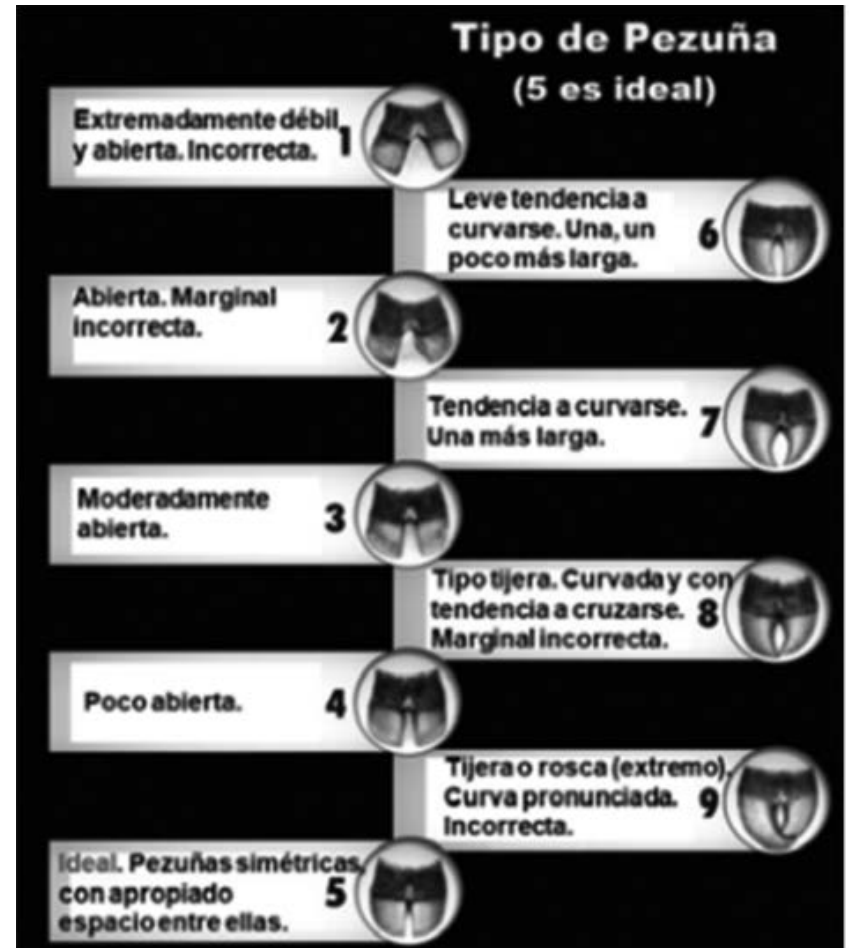 Tipo de Pezuña
(5 es ideal)
Extremadamente débil
y abierta. Incorrecta.
1
Leve tendencia a
curvarse. Una, un
poco más larga.
6
Abierta. Marginal
incorrecta.
2
Tendencia a curvarse.
Una más larga.
7
Moderadamente
abierta.
3
Tipo tijera. Curvada y con
tendencia a cruzarse.
Marginal incorrecta.
8
Poco abierta.
4
Tijera o rosca (extremo).
Curva pronunciada.
Incorrecta.
9
Ideal. Pezuñas simétricas,
con apropiado
espacio entre ellas.
5